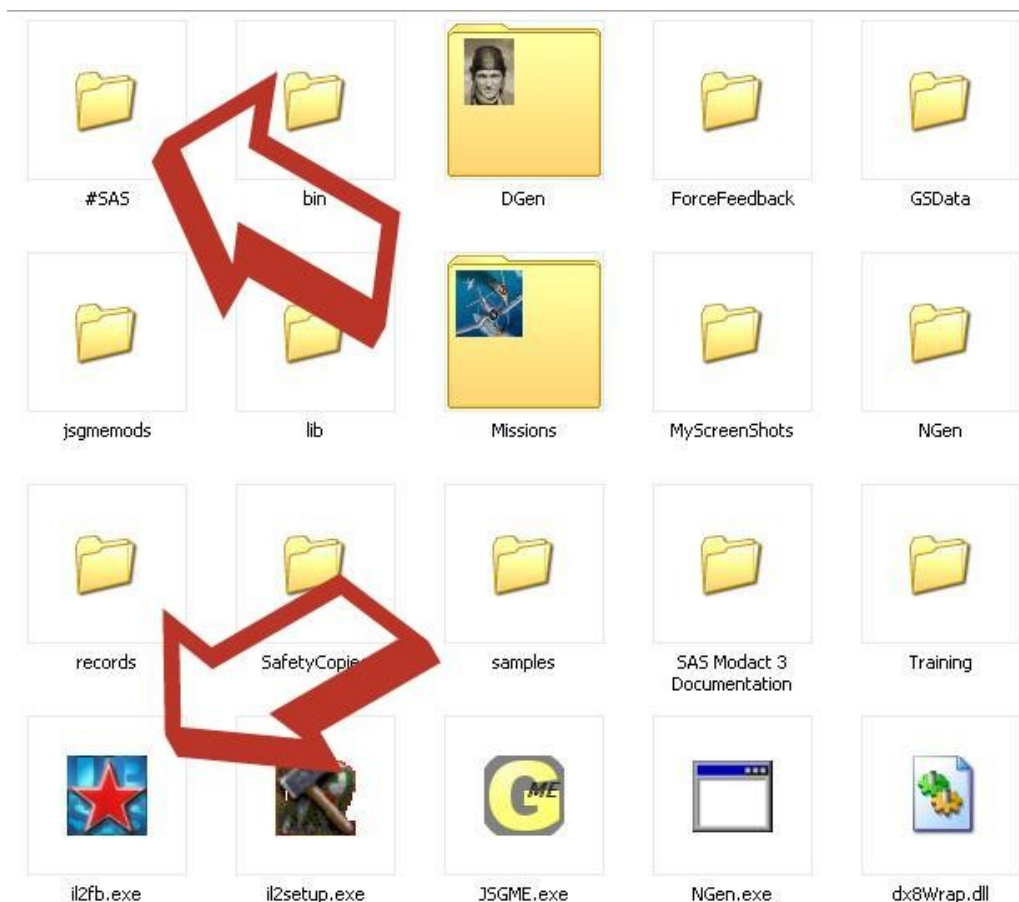 #SAS
bin
DGen
ForceFeedback
GSData
jsgmemods
lib
Missions
MyScreenShots
NGen
records
SafetyCopie
samples
SAS Modact 3
Documentation
Training
G ME
il2fb.exe
il2setup.exe
JSGME.exe
NGen.exe
dx8Wrap.dll